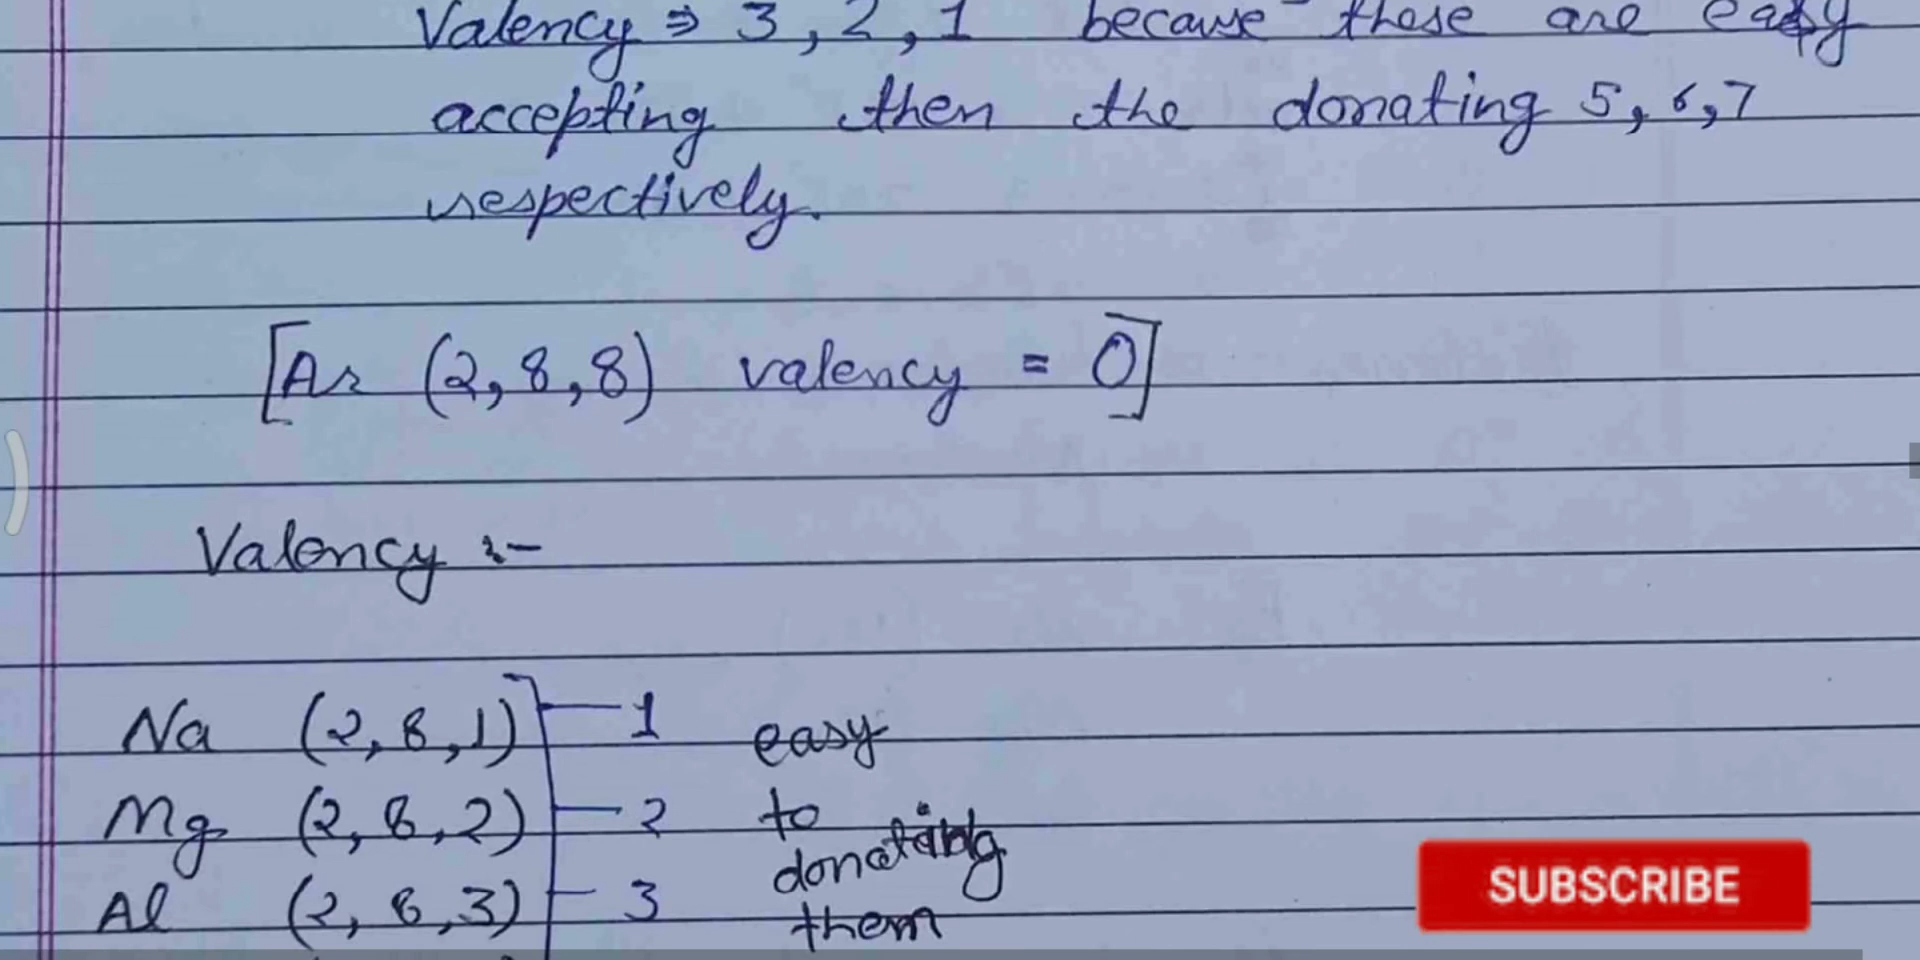 Valency ⇒ 3, 2, 1 because these are easy
accepting then the donating 5, 6, 7
respectively.
[Ar (2, 8, 8) valency = 0]
Valency :-
Na (2, 8, 1) — 1 easy
Mg (2, 8, 2) — 2 to
donating
Al (2, 8, 3) — 3 them
SUBSCRIBE